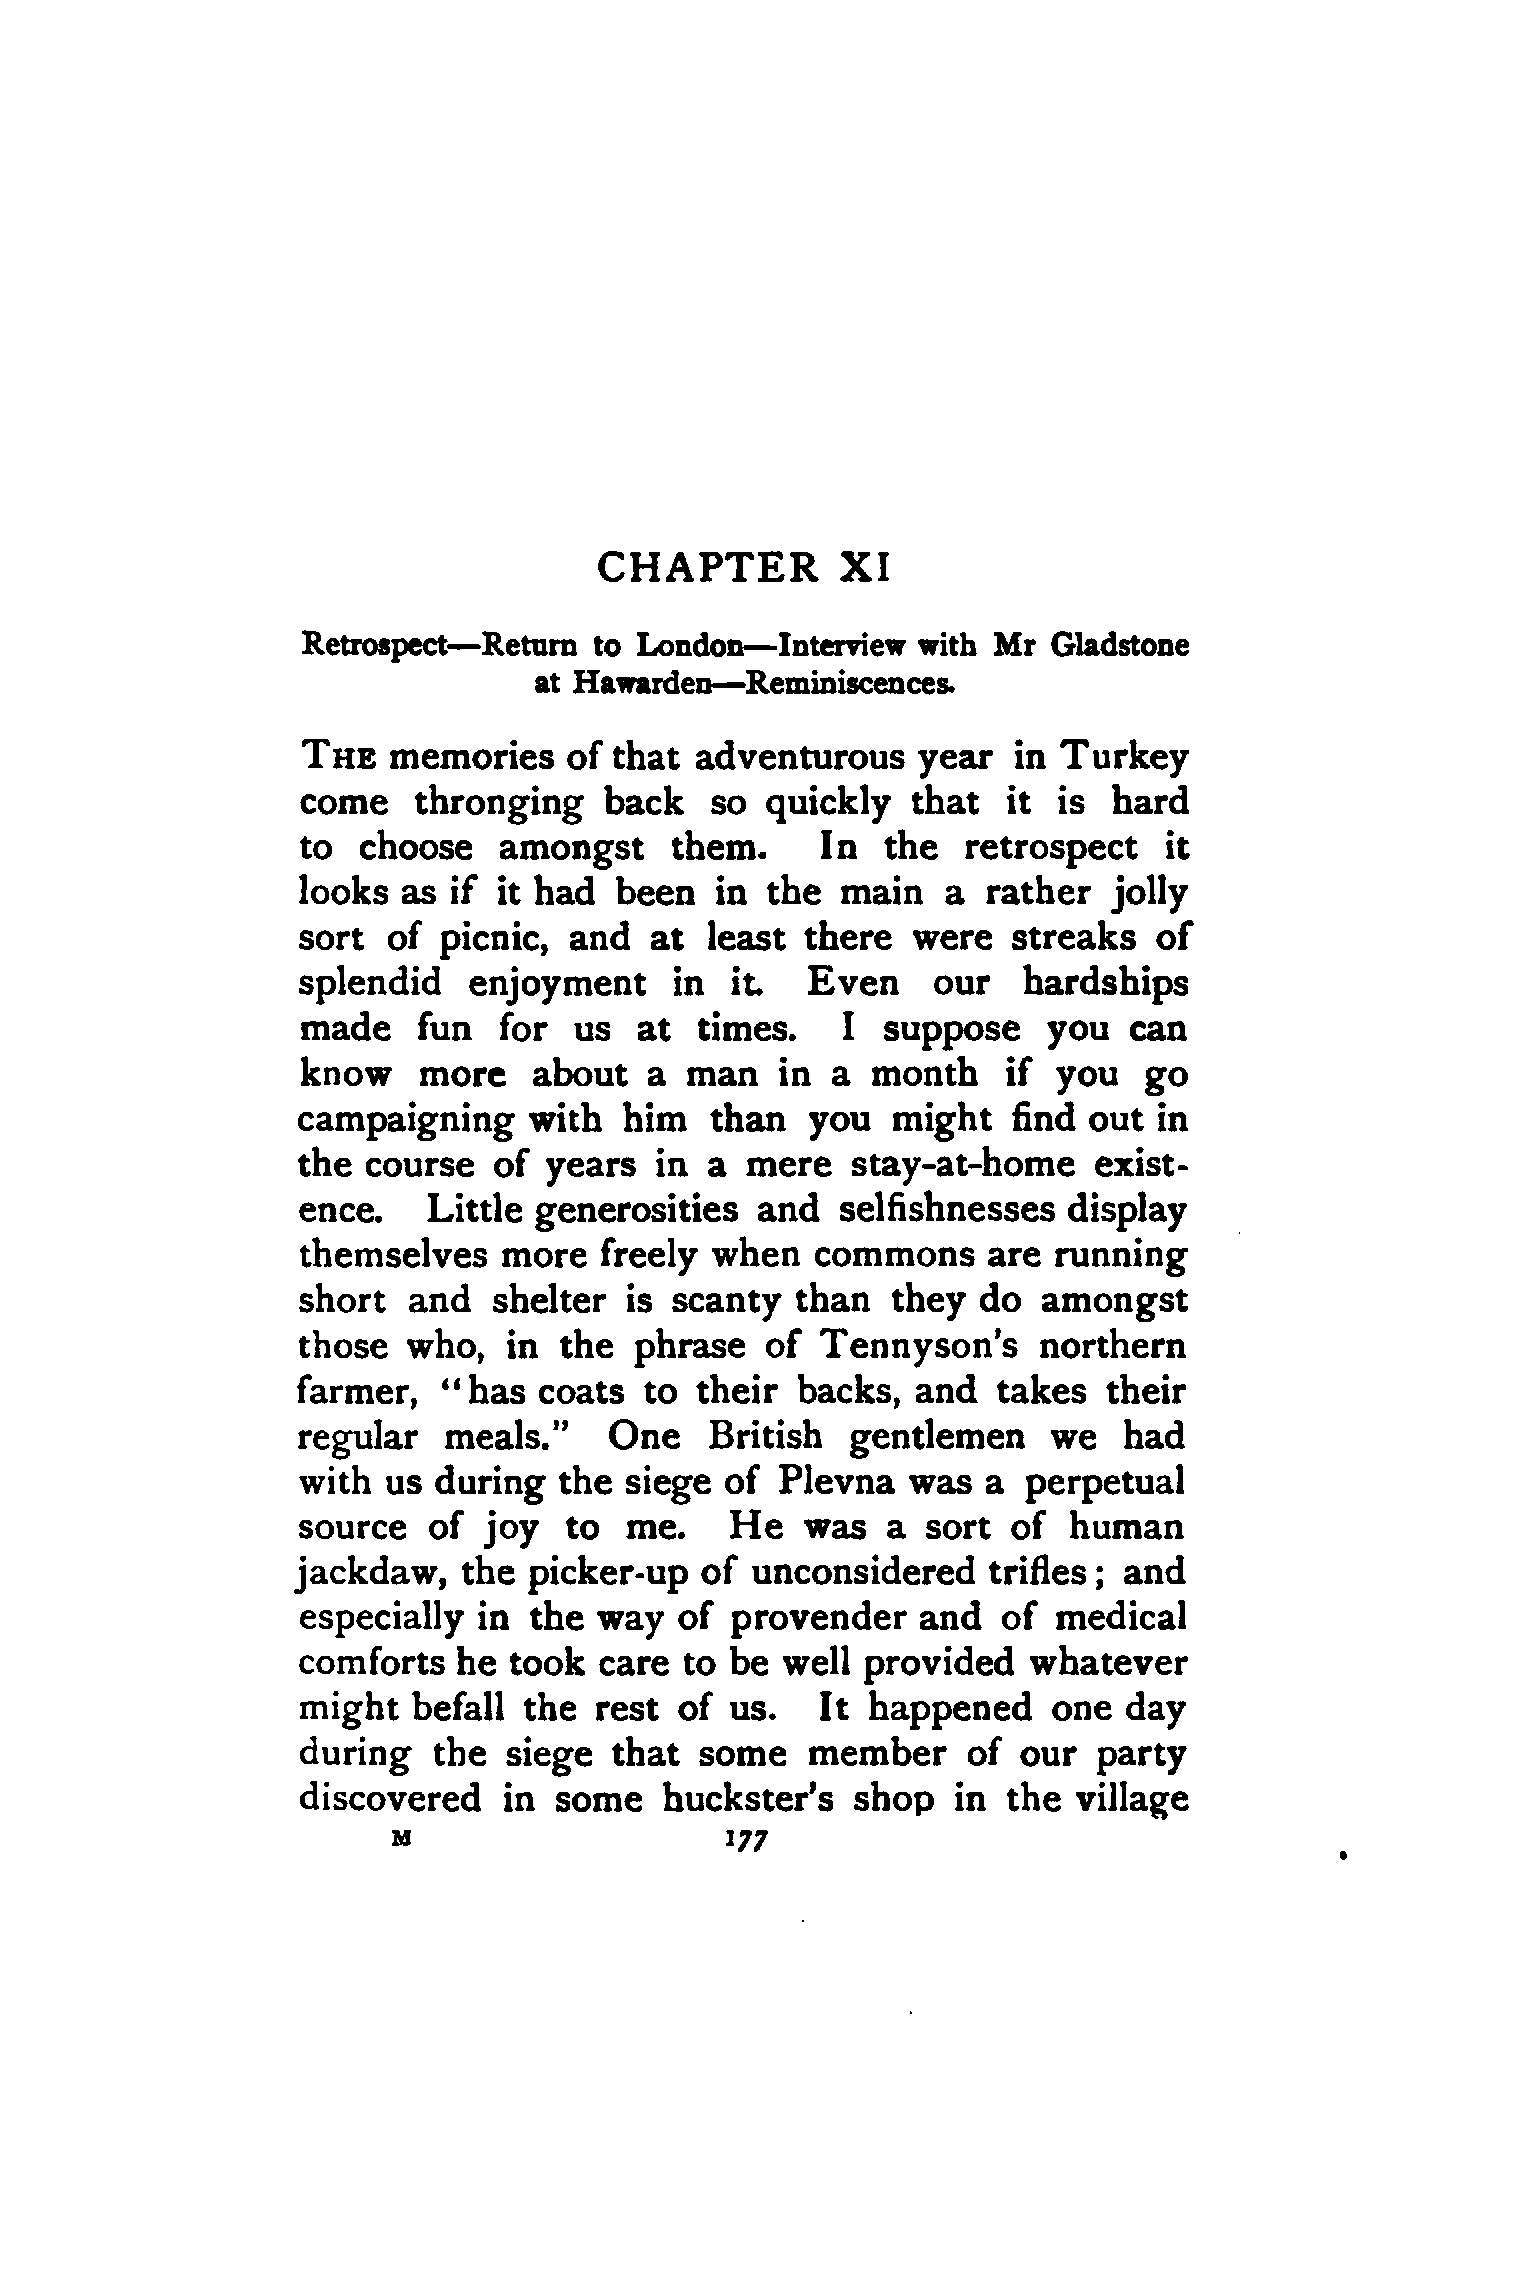 CHAPTER XI
Retrospect—Return to London—Interview with Mr Gladstone
at Hawarden—Reminiscences.
THE memories of that adventurous year in Turkey
come thronging back so quickly that it is hard
to choose amongst them. In the retrospect it
looks as if it had been in the main a rather jolly
sort of picnic, and at least there were streaks of
splendid enjoyment in it. Even our hardships
made fun for us at times. I suppose you can
know more about a man in a month if you go
campaigning with him than you might find out in
the course of years in a mere stay-at-home exist-
ence. Little generosities and selfishnesses display
themselves more freely when commons are running
short and shelter is scanty than they do amongst
those who, in the phrase of Tennyson's northern
farmer, "has coats to their backs, and takes their
regular meals." One British gentlemen we had
with us during the siege of Plevna was a perpetual
source of joy to me. He was a sort of human
jackdaw, the picker-up of unconsidered trifles; and
especially in the way of provender and of medical
comforts he took care to be well provided whatever
might befall the rest of us. It happened one day
during the siege that some member of our party
discovered in some huckster's shop in the village
M 177